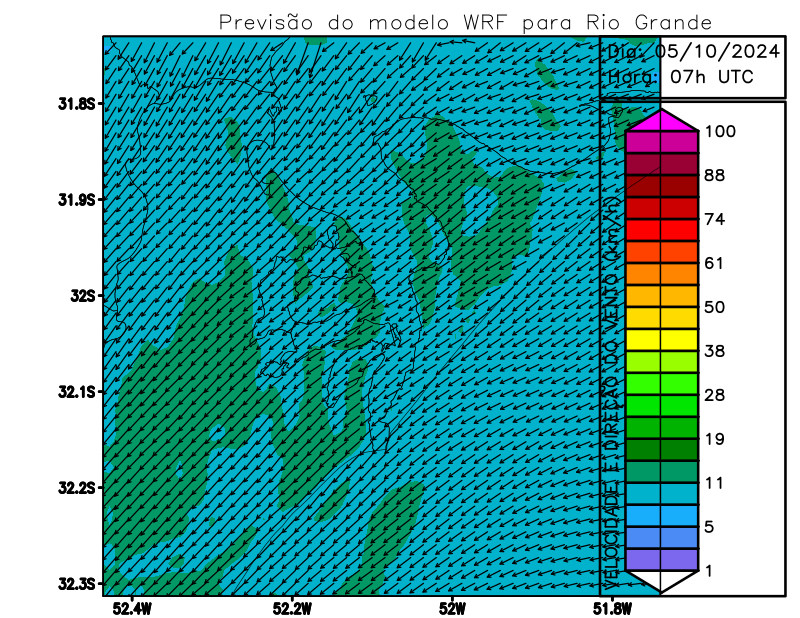 Previsão do modelo WRF para Rio Grande
Dia: 05/10/2024
Hora: 07h UTC
31.8S
31.9S
32S
32.1S
32.2S
32.3S
52.4W
52.2W
52W
51.8W
VELOCIDADE E DIREÇÃO DO VENTO (km/h)
100
88
74
61
50
38
28
19
11
5
1